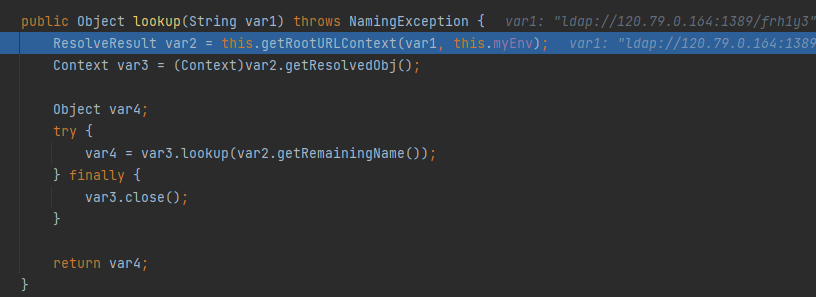 public Object lookup(String var1) throws NamingException {   var1: "ldap://120.79.0.164:1389/frh1y3"
    ResolveResult var2 = this.getRootURLContext(var1, this.myEnv);   var1: "ldap://120.79.0.164:1389
    Context var3 = (Context)var2.getResolvedObj();
    Object var4;
    try {
        var4 = var3.lookup(var2.getRemainingName());
    } finally {
        var3.close();
    }
    return var4;
}